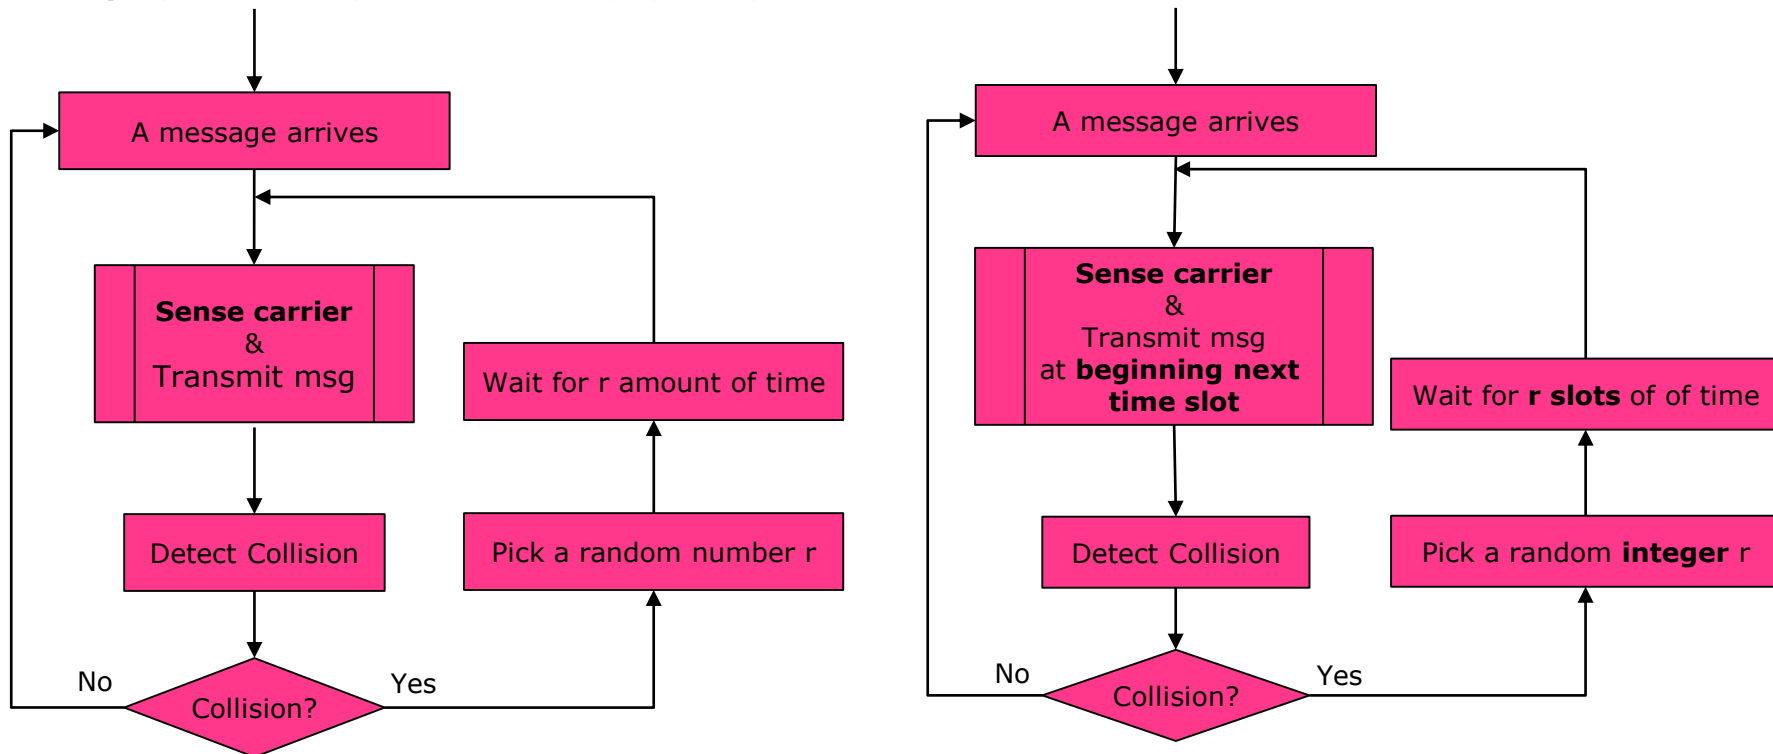 A message arrives
Sense carrier
&
Transmit msg
Wait for r amount of time
Detect Collision
Pick a random number r
No
Yes
Collision?
A message arrives
Sense carrier
&
Transmit msg
at beginning next
time slot
Wait for r slots of of time
Detect Collision
Pick a random integer r
No
Yes
Collision?